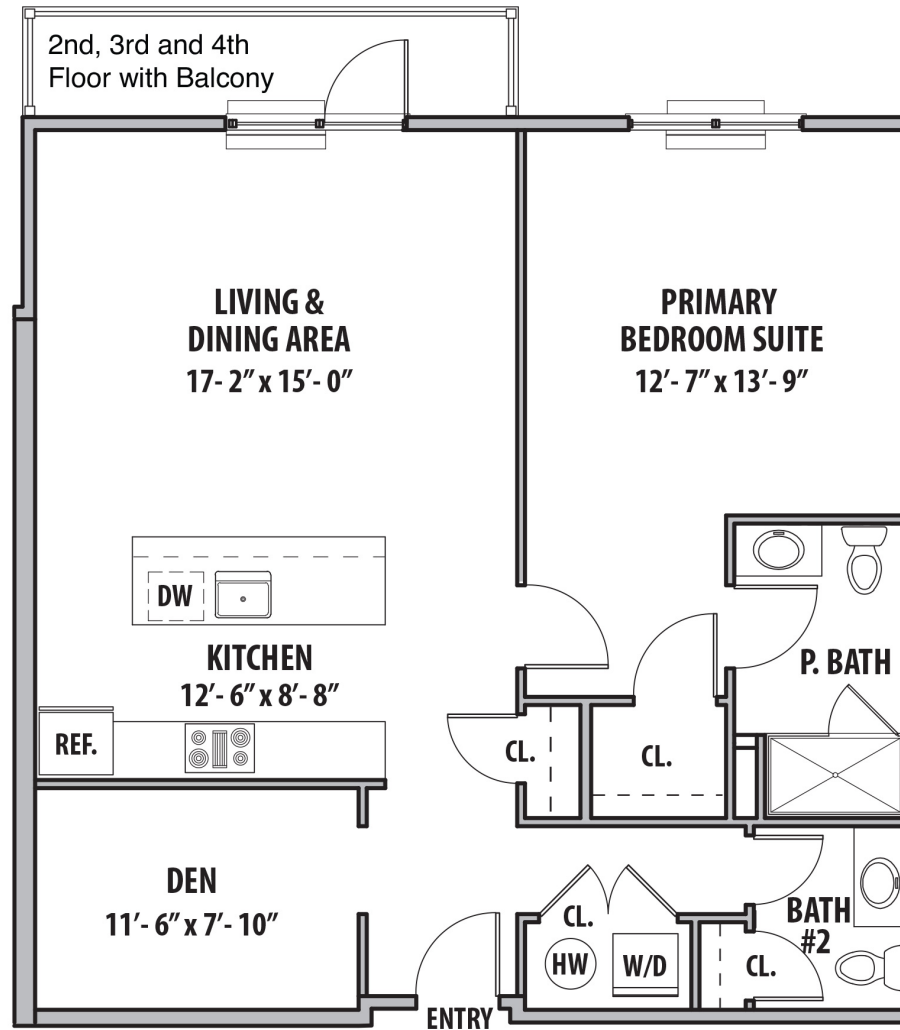 2nd, 3rd and 4th
Floor with Balcony
LIVING &
DINING AREA
17- 2” x 15′- 0”
PRIMARY
BEDROOM SUITE
12′- 7” x 13′- 9”
DW
KITCHEN
12′- 6” x 8′- 8”
P. BATH
REF.
CL.
CL.
DEN
11′- 6” x 7′- 10”
CL.
HW
W/D
BATH
#2
CL.
ENTRY